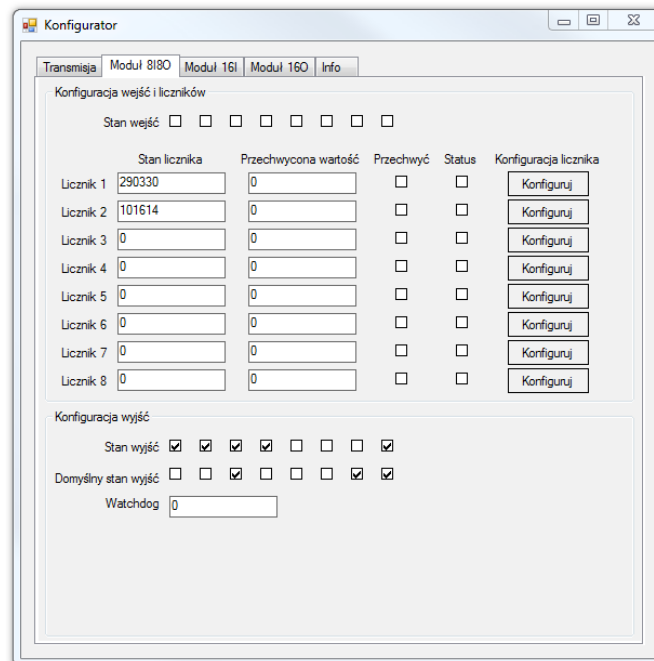 Konfigurator
Transmisja Moduł 8I8O Moduł 16I Moduł 16O Info
Konfiguracja wejść i liczników
Stan wejść
Stan licznika Przechwycona wartość Przechwyć Status Konfiguracja licznika
Licznik 1 290330 0 Konfiguruj
Licznik 2 101614 0 Konfiguruj
Licznik 3 0 0 Konfiguruj
Licznik 4 0 0 Konfiguruj
Licznik 5 0 0 Konfiguruj
Licznik 6 0 0 Konfiguruj
Licznik 7 0 0 Konfiguruj
Licznik 8 0 0 Konfiguruj
Konfiguracja wyjść
Stan wyjść
Domyślny stan wyjść
Watchdog 0